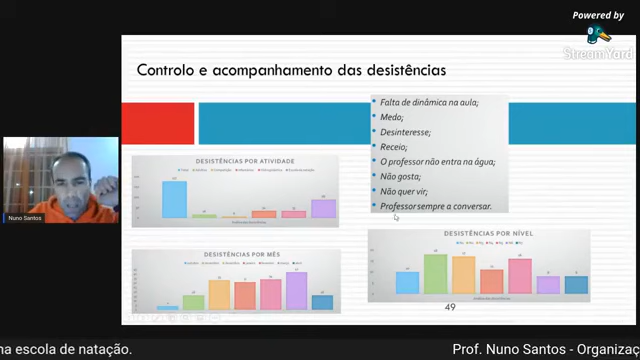 Powered by
StreamYard
Controlo e acompanhamento das desistências
Falta de dinâmica na aula;
Medo;
Desinteresse;
Receio;
O professor não entra na água;
Não gosta;
Não quer vir;
Professor sempre a conversar.
DESISTÊNCIAS POR ATIVIDADE
DESISTÊNCIAS POR MÊS
DESISTÊNCIAS POR NÍVEL
49
Nuno Santos
na escola de natação.
Prof. Nuno Santos - Organizaç